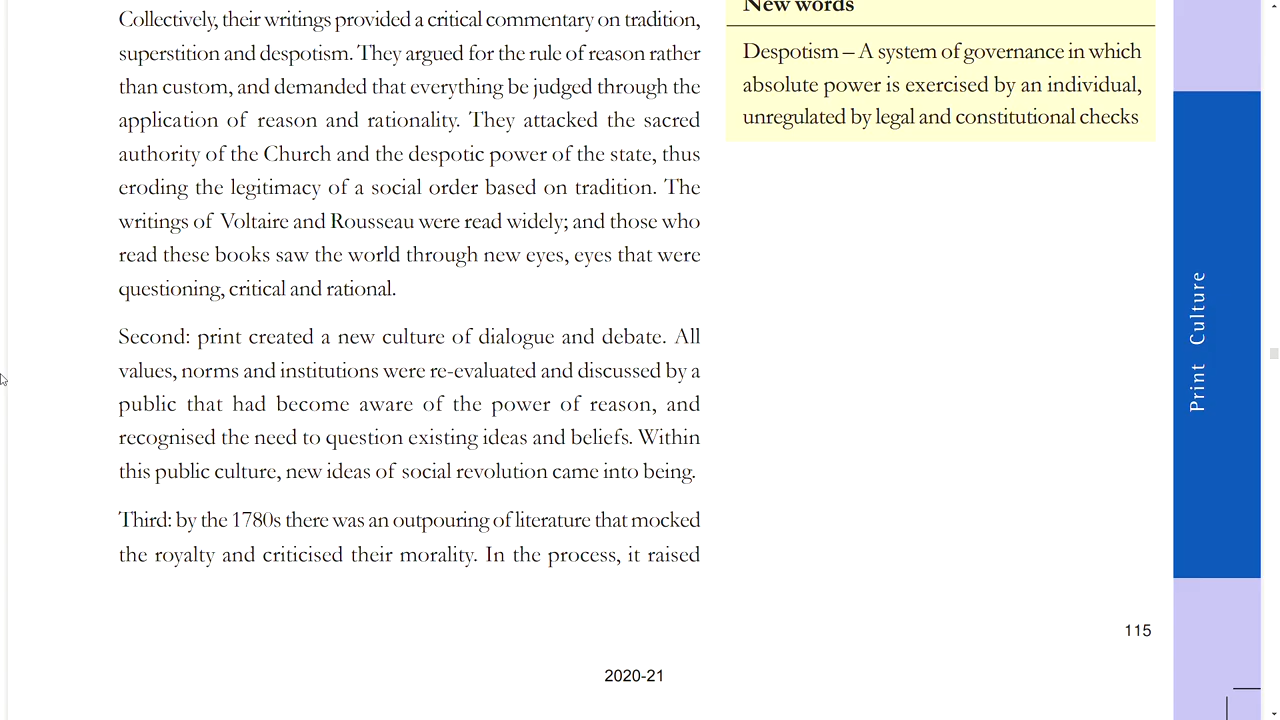 Collectively, their writings provided a critical commentary on tradition,
superstition and despotism. They argued for the rule of reason rather
than custom, and demanded that everything be judged through the
application of reason and rationality. They attacked the sacred
authority of the Church and the despotic power of the state, thus
eroding the legitimacy of a social order based on tradition. The
writings of Voltaire and Rousseau were read widely; and those who
read these books saw the world through new eyes, eyes that were
questioning, critical and rational.
Second: print created a new culture of dialogue and debate. All
values, norms and institutions were re-evaluated and discussed by a
public that had become aware of the power of reason, and
recognised the need to question existing ideas and beliefs. Within
this public culture, new ideas of social revolution came into being.
Third: by the 1780s there was an outpouring of literature that mocked
the royalty and criticised their morality. In the process, it raised
New words
Despotism – A system of governance in which
absolute power is exercised by an individual,
unregulated by legal and constitutional checks
Print Culture
115
2020-21